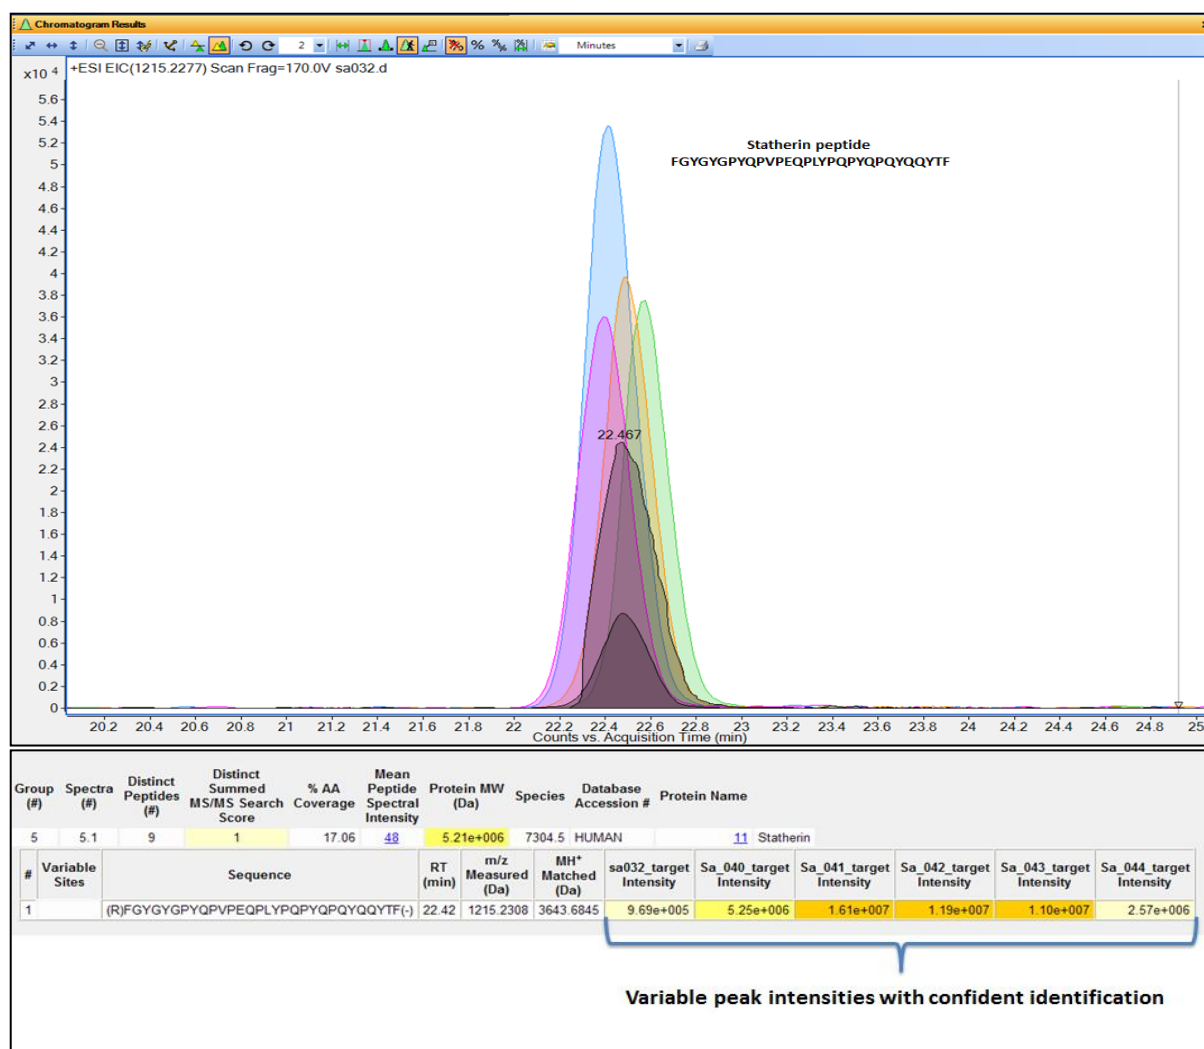 Chromatogram Results
2 Minutes
x10 4
+ESI EIC(1215.2277) Scan Frag=170.0V sa032.d
5.6
5.4
5.2
5
4.8
4.6
4.4
4.2
4
3.8
3.6
3.4
3.2
3
2.8
2.6
2.4
2.2
2
1.8
1.6
1.4
1.2
1
0.8
0.6
0.4
0.2
0
Statherin peptide
FGYGYGPYQPVPEQPLYPQPYQPQYQQYTF
22.467
20.2 20.4 20.6 20.8 21 21.2 21.4 21.6 21.8 22 22.2 22.4 22.6 22.8 23 23.2 23.4 23.6 23.8 24 24.2 24.4 24.6 24.8 25
Counts vs. Acquisition Time (min)
Group (#) Spectra (#) Distinct Peptides (#) Distinct Summed MS/MS Search Score % AA Coverage Mean Peptide Spectral Intensity Protein MW (Da) Species Database Accession # Protein Name
5 5.1 9 1 17.06 48 5.21e+006 7304.5 HUMAN 11 Statherin
# Variable Sites Sequence RT (min) m/z Measured (Da) MH+ Matched (Da) sa032_target Intensity Sa_040_target Intensity Sa_041_target Intensity Sa_042_target Intensity Sa_043_target Intensity Sa_044_target Intensity
1 (R)FGYGYGPYQPVPEQPLYPQPYQPQYQQYTF(-) 22.42 1215.2308 3643.6845 9.69e+005 5.25e+006 1.61e+007 1.19e+007 1.10e+007 2.57e+006
Variable peak intensities with confident identification